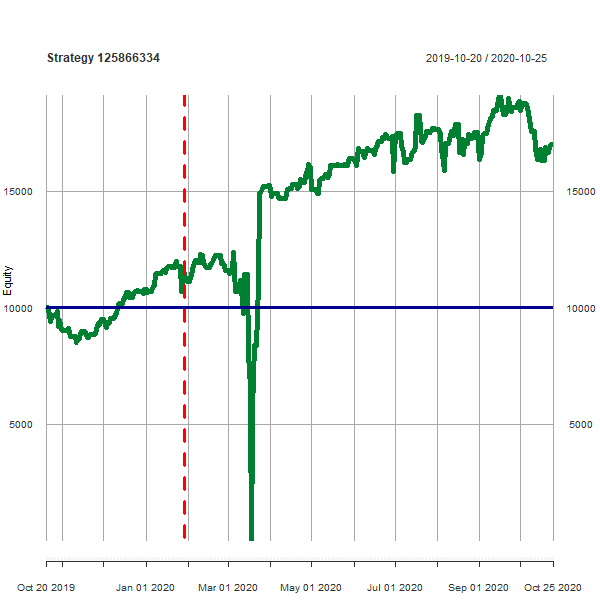 Strategy 125866334
2019-10-20 / 2020-10-25
15000
15000
Equity
10000
10000
5000
5000
Oct 20 2019
Jan 01 2020
Mar 01 2020
May 01 2020
Jul 01 2020
Sep 01 2020
Oct 25 2020